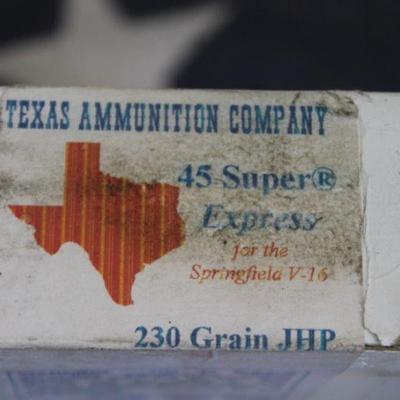 TEXAS AMMUNITION COMPANY
45 Super®
Express
for the
Springfield V-16
230 Grain JHP